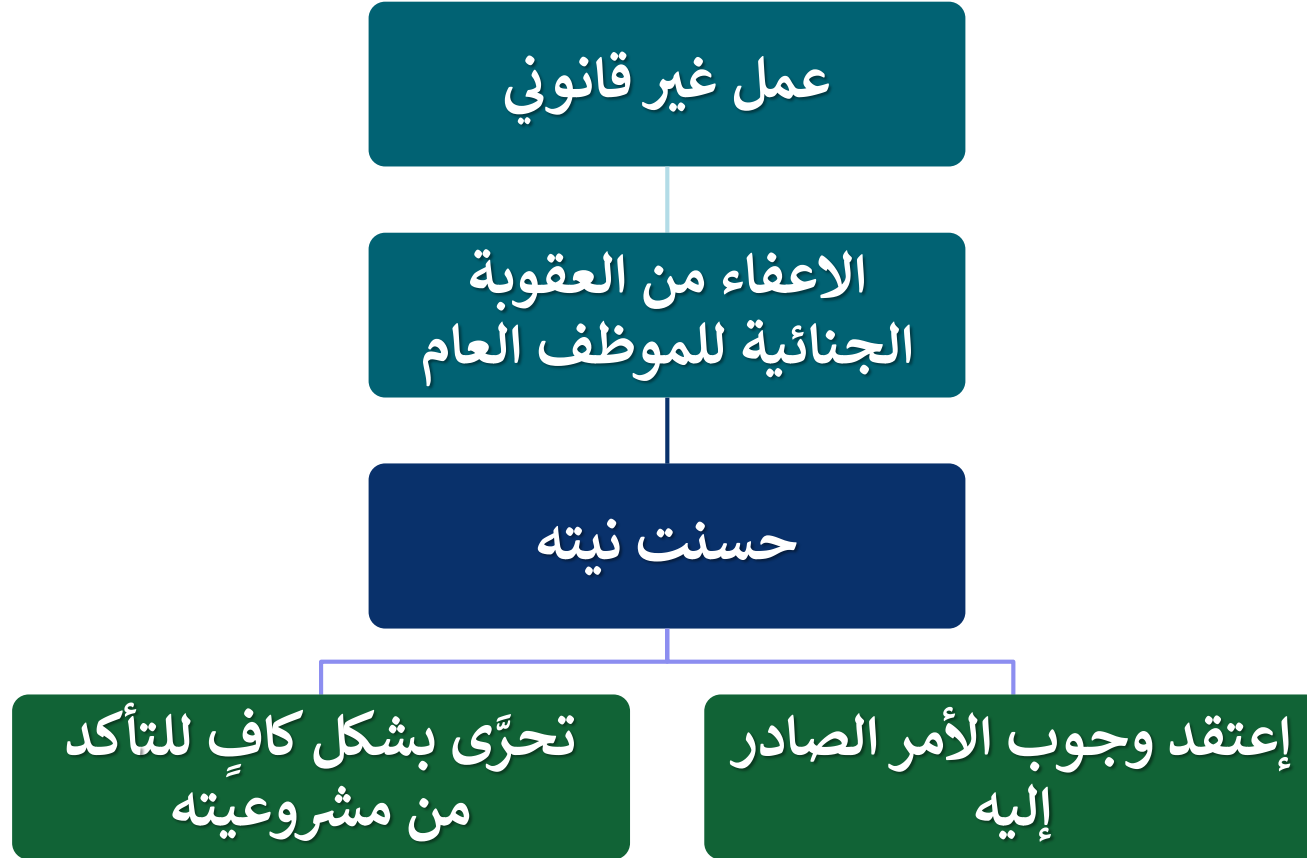 عمل غير قانوني
الاعفاء من العقوبة
الجنائية للموظف العام
حسنت نيته
إعتقد وجوب الأمر الصادر
إليه
تحرَّى بشكل كافٍ للتأكد
من مشروعيته